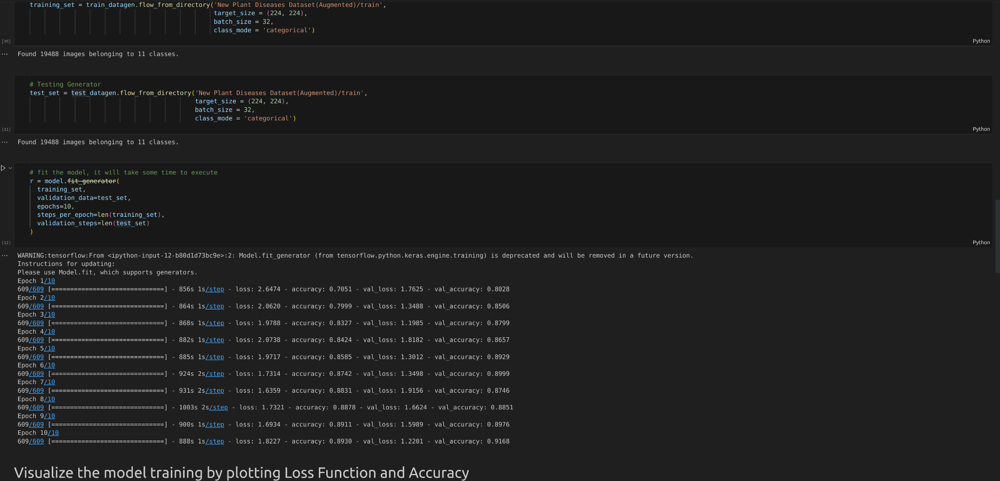 training_set = train_datagen.flow_from_directory('New Plant Diseases Dataset(Augmented)/train',
target_size = (224, 224),
batch_size = 32,
class_mode = 'categorical')
[10]
Python
... Found 19488 images belonging to 11 classes.
# Testing Generator
test_set = test_datagen.flow_from_directory('New Plant Diseases Dataset(Augmented)/train',
target_size = (224, 224),
batch_size = 32,
class_mode = 'categorical')
[11]
Python
... Found 19488 images belonging to 11 classes.
# fit the model, it will take some time to execute
r = model.fit_generator(
training_set,
validation_data=test_set,
epochs=10,
steps_per_epoch=len(training_set),
validation_steps=len(test_set)
)
[12]
Python
... WARNING:tensorflow:From <ipython-input-12-b80d1d73bc9e>:2: Model.fit_generator (from tensorflow.python.keras.engine.training) is deprecated and will be removed in a future version.
Instructions for updating:
Please use Model.fit, which supports generators.
Epoch 1/10
609/609 [==============================] - 856s 1s/step - loss: 2.6474 - accuracy: 0.7051 - val_loss: 1.7625 - val_accuracy: 0.8028
Epoch 2/10
609/609 [==============================] - 864s 1s/step - loss: 2.0620 - accuracy: 0.7999 - val_loss: 1.3488 - val_accuracy: 0.8506
Epoch 3/10
609/609 [==============================] - 868s 1s/step - loss: 1.9788 - accuracy: 0.8327 - val_loss: 1.1985 - val_accuracy: 0.8799
Epoch 4/10
609/609 [==============================] - 882s 1s/step - loss: 2.0738 - accuracy: 0.8424 - val_loss: 1.8182 - val_accuracy: 0.8657
Epoch 5/10
609/609 [==============================] - 885s 1s/step - loss: 1.9717 - accuracy: 0.8585 - val_loss: 1.3012 - val_accuracy: 0.8929
Epoch 6/10
609/609 [==============================] - 924s 2s/step - loss: 1.7314 - accuracy: 0.8742 - val_loss: 1.3498 - val_accuracy: 0.8999
Epoch 7/10
609/609 [==============================] - 931s 2s/step - loss: 1.6359 - accuracy: 0.8831 - val_loss: 1.9156 - val_accuracy: 0.8746
Epoch 8/10
609/609 [==============================] - 1003s 2s/step - loss: 1.7321 - accuracy: 0.8878 - val_loss: 1.6624 - val_accuracy: 0.8851
Epoch 9/10
609/609 [==============================] - 900s 1s/step - loss: 1.6934 - accuracy: 0.8911 - val_loss: 1.5989 - val_accuracy: 0.8976
Epoch 10/10
609/609 [==============================] - 888s 1s/step - loss: 1.8227 - accuracy: 0.8930 - val_loss: 1.2201 - val_accuracy: 0.9168
Visualize the model training by plotting Loss Function and Accuracy